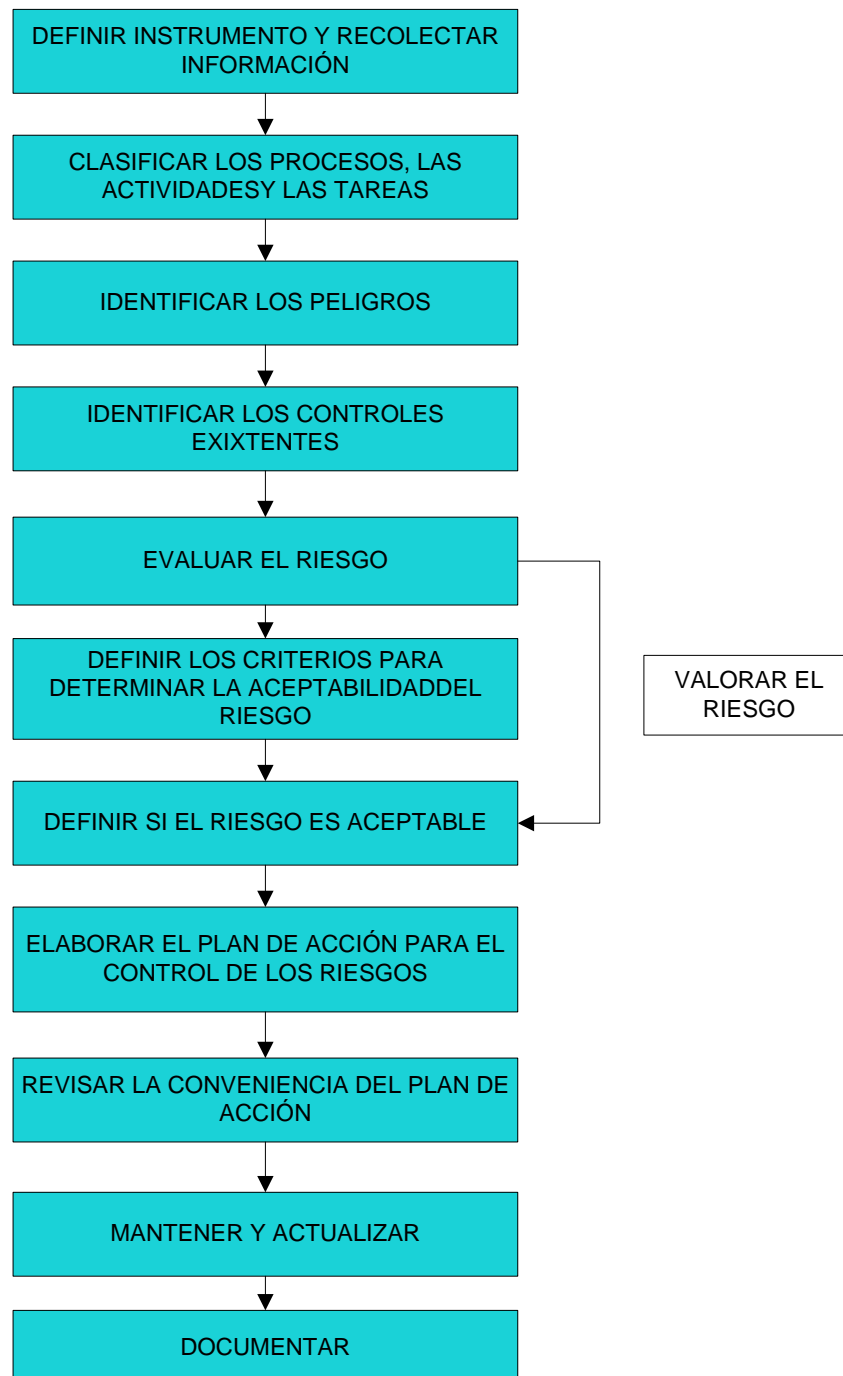 DEFINIR INSTRUMENTO Y RECOLECTAR
INFORMACIÓN
CLASIFICAR LOS PROCESOS, LAS
ACTIVIDADESY LAS TAREAS
IDENTIFICAR LOS PELIGROS
IDENTIFICAR LOS CONTROLES
EXIXTENTES
EVALUAR EL RIESGO
DEFINIR LOS CRITERIOS PARA
DETERMINAR LA ACEPTABILIDADDEL
RIESGO
VALORAR EL
RIESGO
DEFINIR SI EL RIESGO ES ACEPTABLE
ELABORAR EL PLAN DE ACCIÓN PARA EL
CONTROL DE LOS RIESGOS
REVISAR LA CONVENIENCIA DEL PLAN DE
ACCIÓN
MANTENER Y ACTUALIZAR
DOCUMENTAR